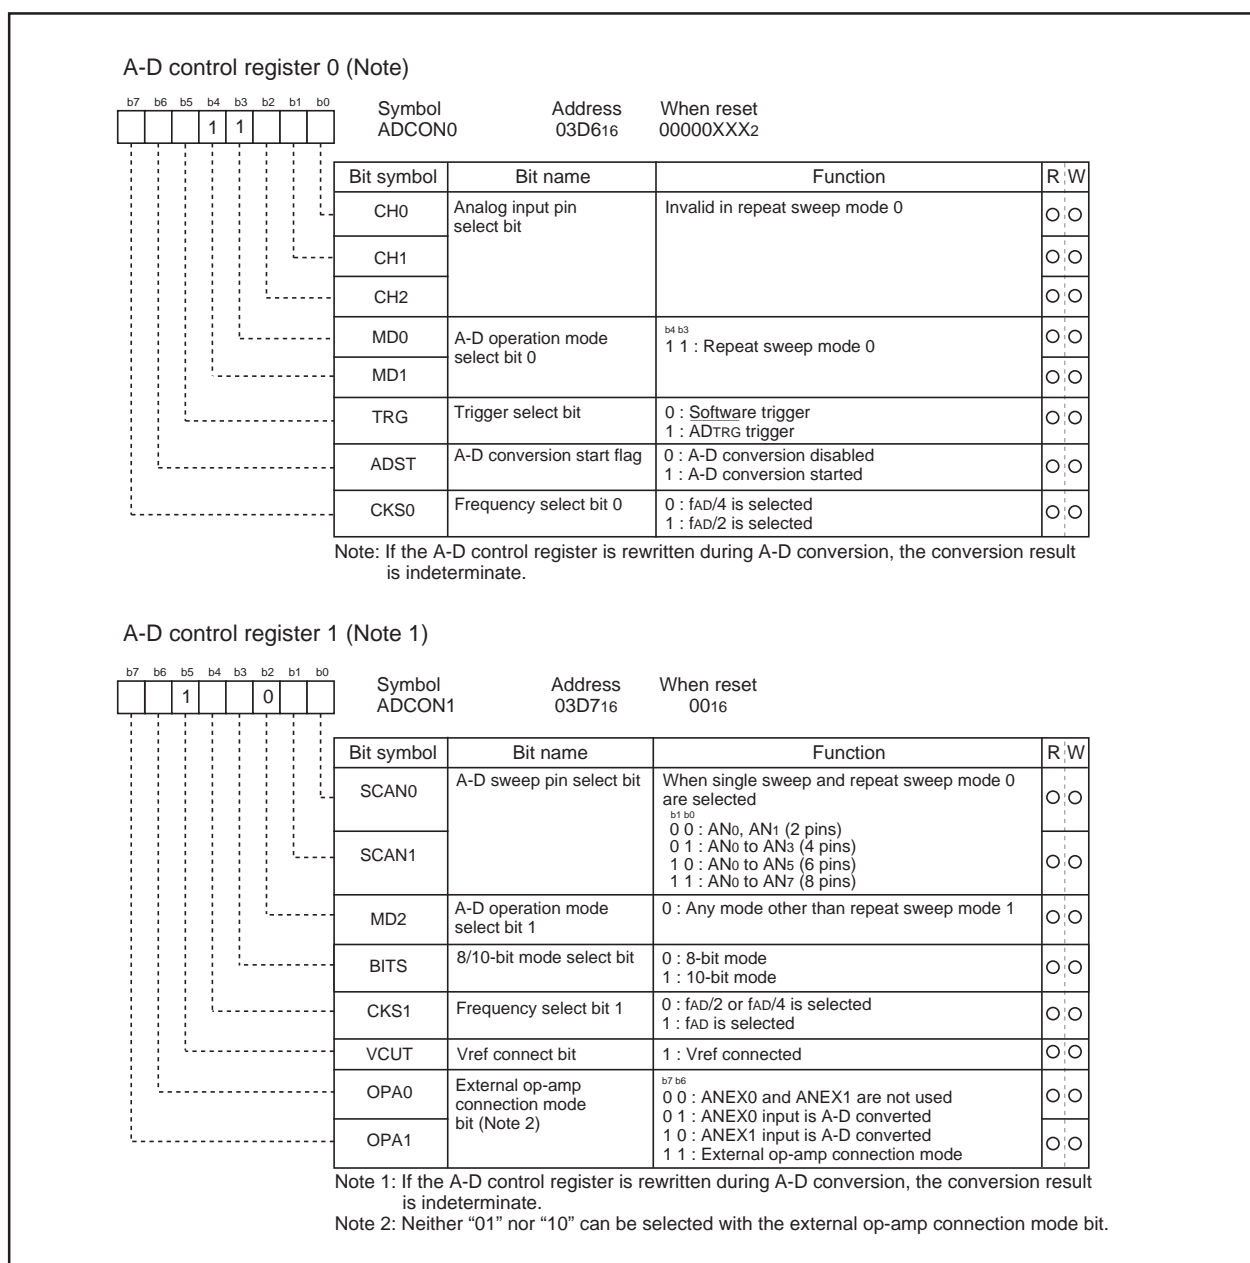 A-D control register 0 (Note)
b7 b6 b5 b4 b3 b2 b1 b0
1 1
Symbol Address When reset
ADCON0 03D616 00000XXX2
Bit symbol Bit name Function R W
CH0 Analog input pin select bit Invalid in repeat sweep mode 0
CH1
CH2
MD0 A-D operation mode select bit 0
b4 b3
1 1 : Repeat sweep mode 0
MD1
TRG Trigger select bit 0 : Software trigger
1 : ADTRG trigger
ADST A-D conversion start flag 0 : A-D conversion disabled
1 : A-D conversion started
CKS0 Frequency select bit 0 0 : fAD/4 is selected
1 : fAD/2 is selected
Note: If the A-D control register is rewritten during A-D conversion, the conversion result
is indeterminate.
A-D control register 1 (Note 1)
b7 b6 b5 b4 b3 b2 b1 b0
1 0
Symbol Address When reset
ADCON1 03D716 0016
Bit symbol Bit name Function R W
SCAN0 A-D sweep pin select bit When single sweep and repeat sweep mode 0
are selected
b1 b0
0 0 : AN0, AN1 (2 pins)
0 1 : AN0 to AN3 (4 pins)
SCAN1
1 0 : AN0 to AN5 (6 pins)
1 1 : AN0 to AN7 (8 pins)
MD2 A-D operation mode select bit 1 0 : Any mode other than repeat sweep mode 1
BITS 8/10-bit mode select bit 0 : 8-bit mode
1 : 10-bit mode
CKS1 Frequency select bit 1 0 : fAD/2 or fAD/4 is selected
1 : fAD is selected
VCUT Vref connect bit 1 : Vref connected
OPA0 External op-amp connection mode bit (Note 2)
b7 b6
0 0 : ANEX0 and ANEX1 are not used
0 1 : ANEX0 input is A-D converted
OPA1
1 0 : ANEX1 input is A-D converted
1 1 : External op-amp connection mode
Note 1: If the A-D control register is rewritten during A-D conversion, the conversion result
is indeterminate.
Note 2: Neither “01” nor “10” can be selected with the external op-amp connection mode bit.